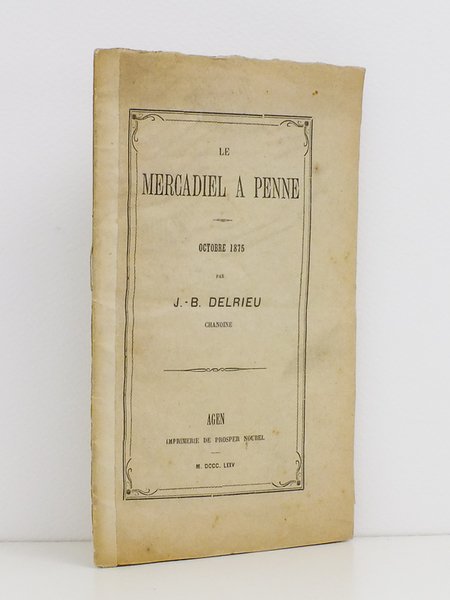 LE
MERCADIEL A PENNE
OCTOBRE 1875
PAR
J.-B. DELRIEU
CHANOINE
AGEN
IMPRIMERIE DE PROSPER NOUBEL
M. DCCC. LXXV